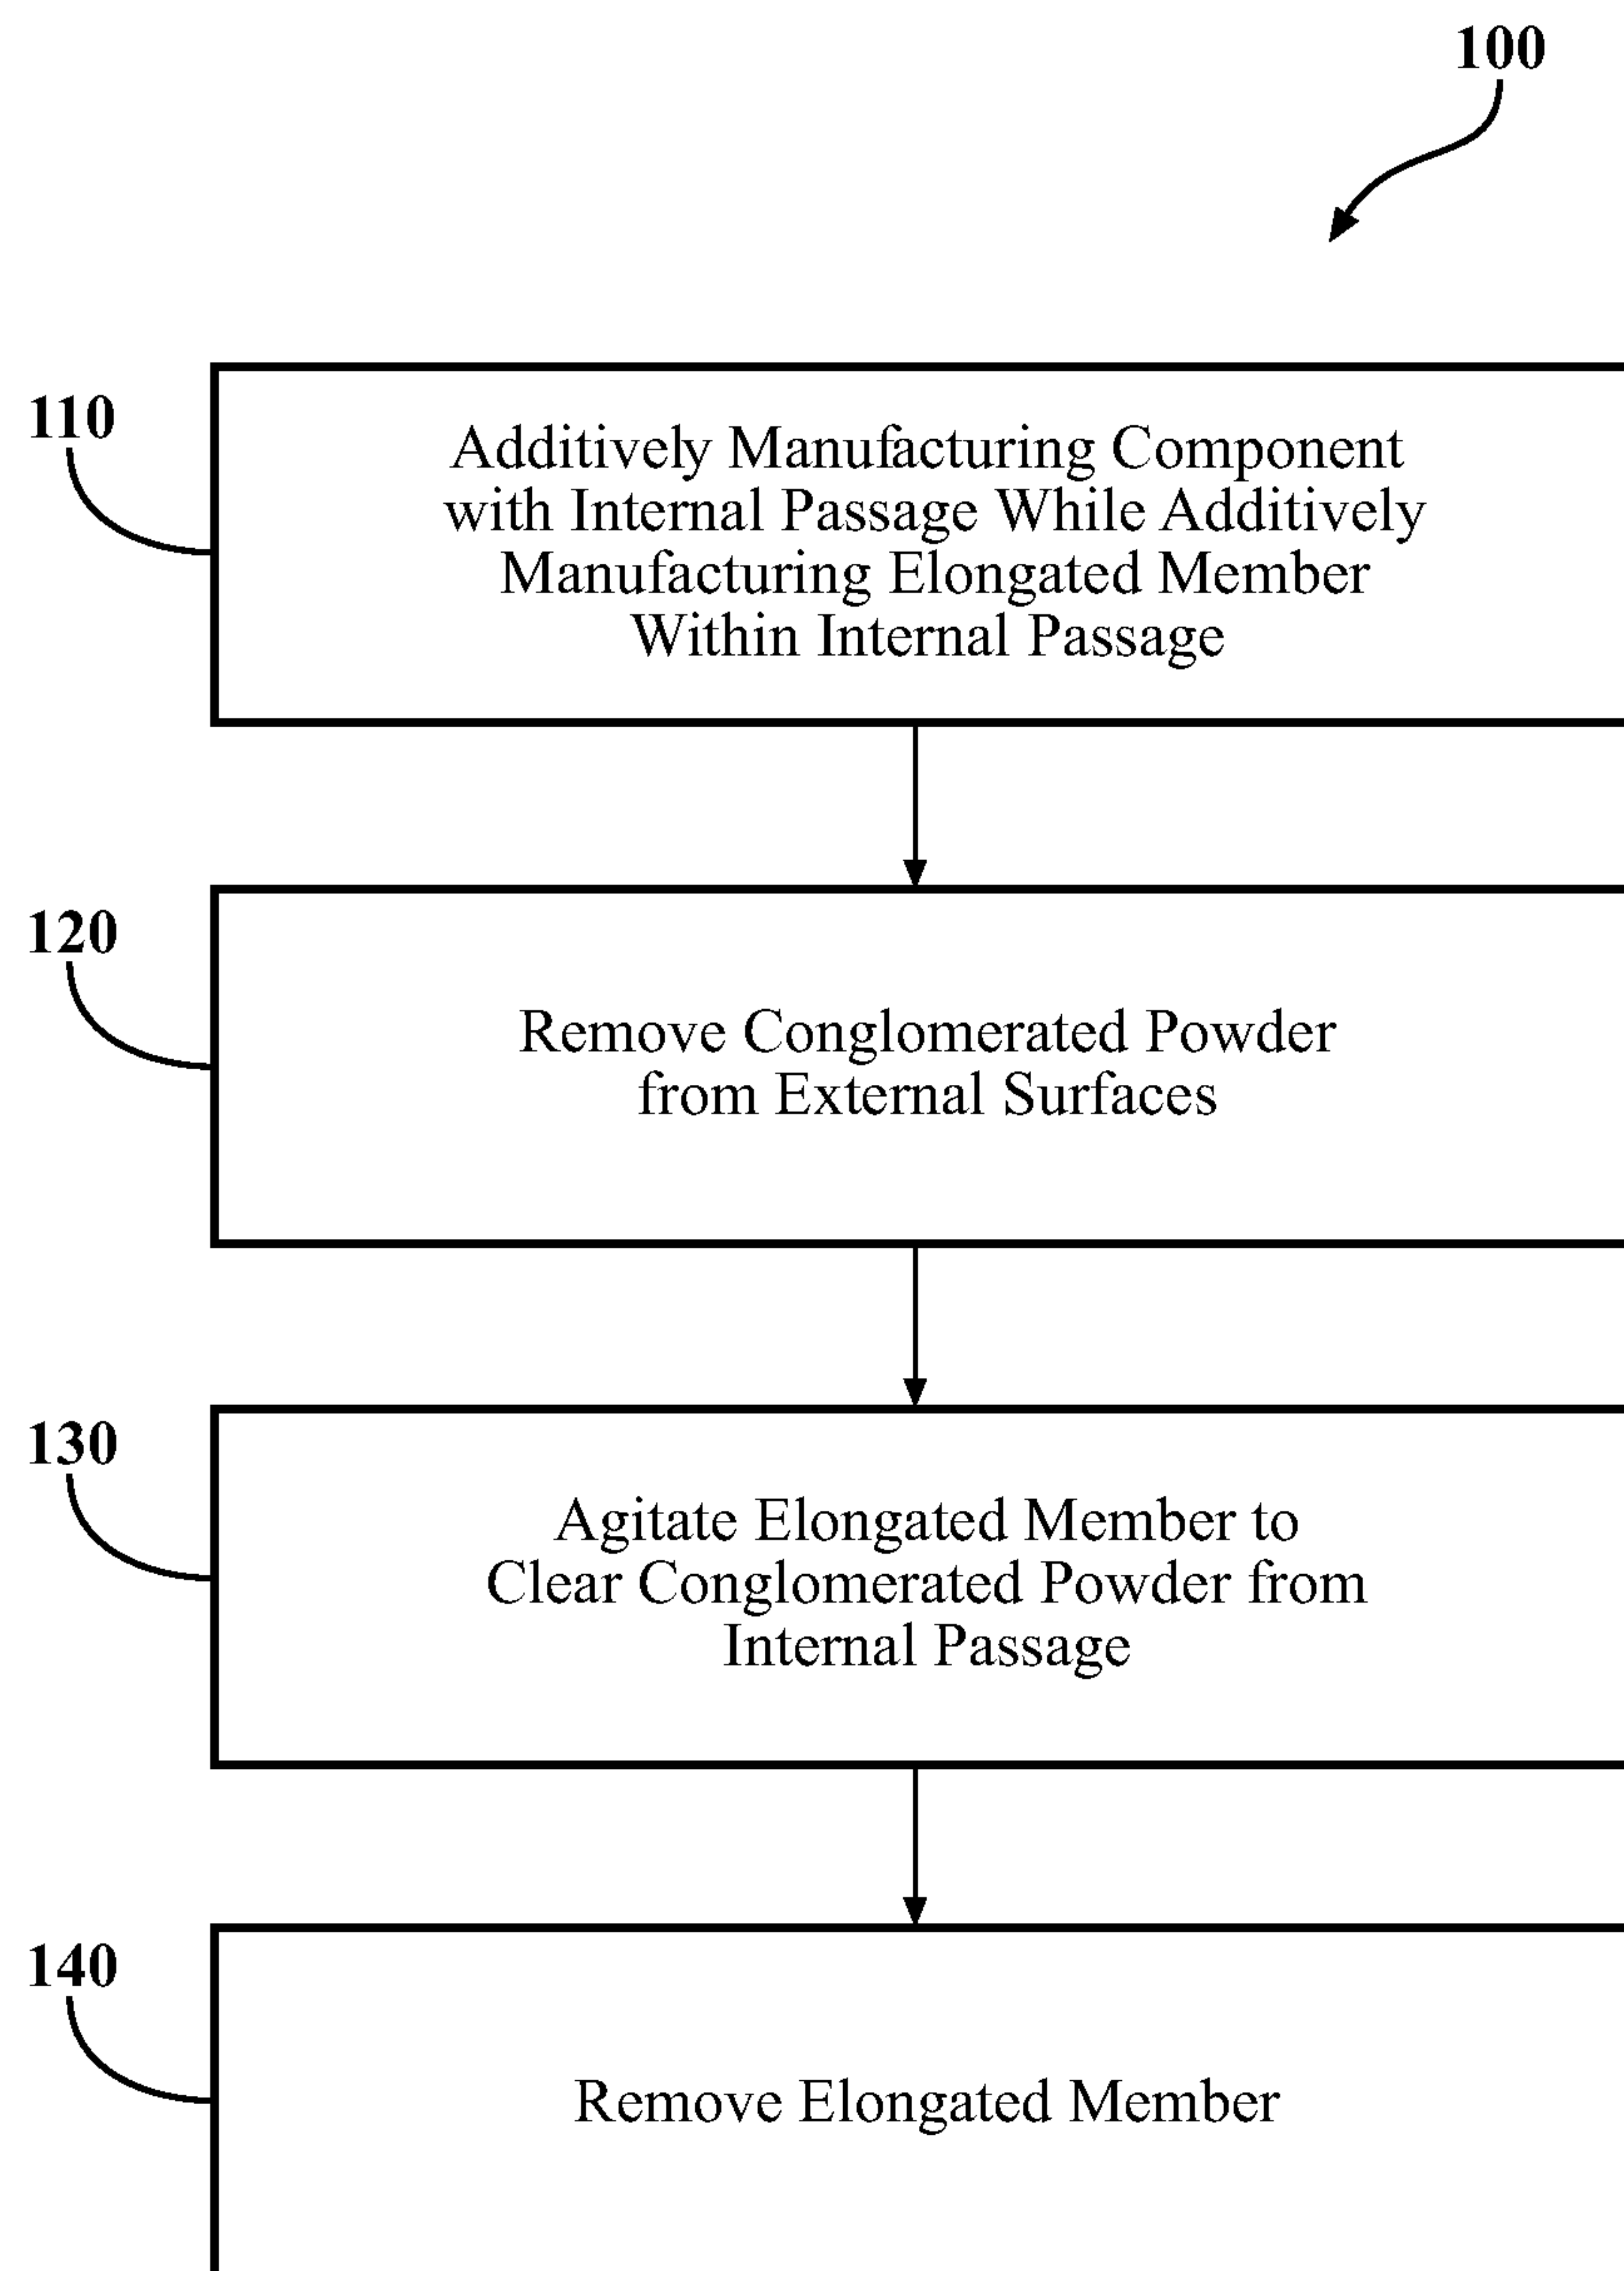 100
110
Additively Manufacturing Component
with Internal Passage While Additively
Manufacturing Elongated Member
Within Internal Passage
120
Remove Conglomerated Powder
from External Surfaces
130
Agitate Elongated Member to
Clear Conglomerated Powder from
Internal Passage
140
Remove Elongated Member